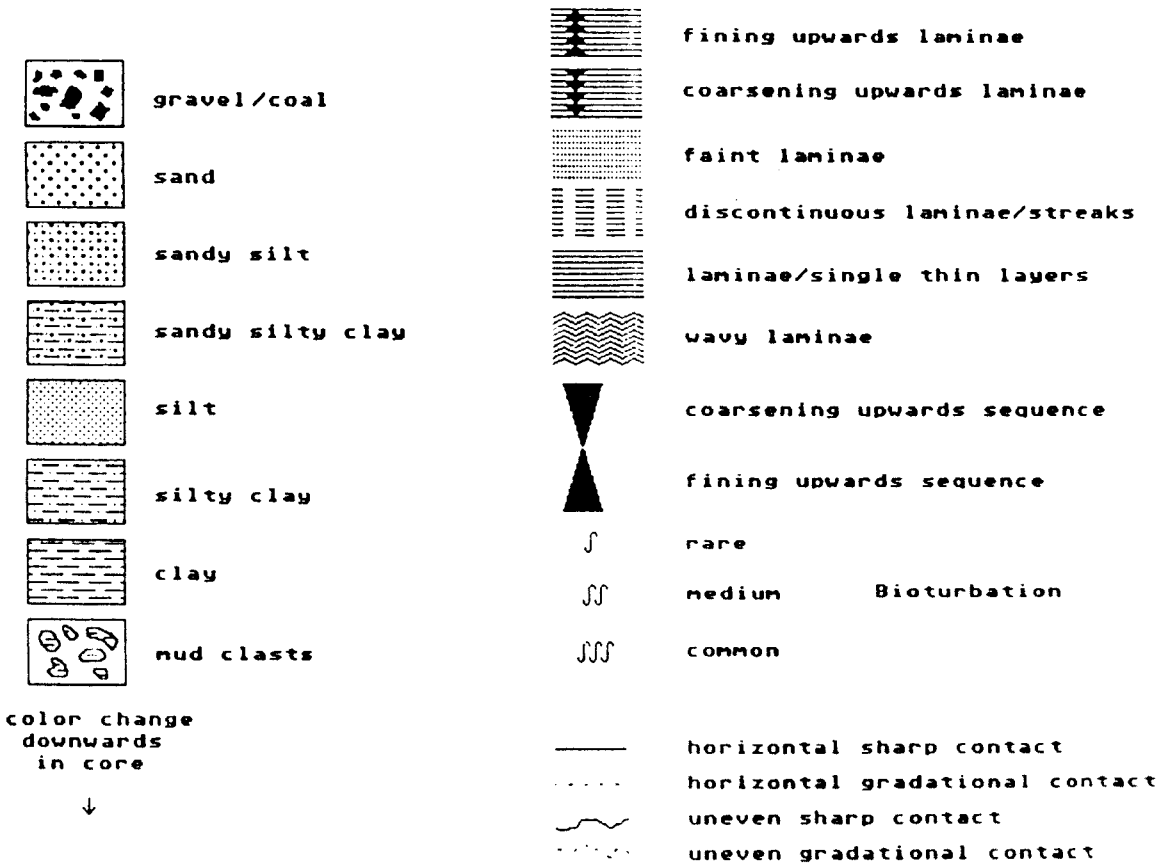 gravel/coal
sand
sandy silt
sandy silty clay
silt
silty clay
clay
mud clasts
color change
downwards
in core
fining upwards laminae
coarsening upwards laminae
faint laminae
discontinuous laminae/streaks
laminae/single thin layers
wavy laminae
coarsening upwards sequence
fining upwards sequence
rare
medium Bioturbation
common
horizontal sharp contact
horizontal gradational contact
uneven sharp contact
uneven gradational contact